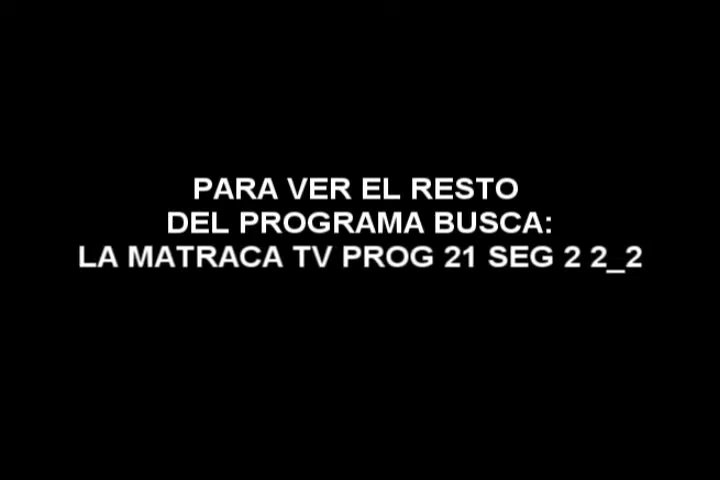 PARA VER EL RESTO
DEL PROGRAMA BUSCA:
LA MATRACA TV PROG 21 SEG 2 2_2